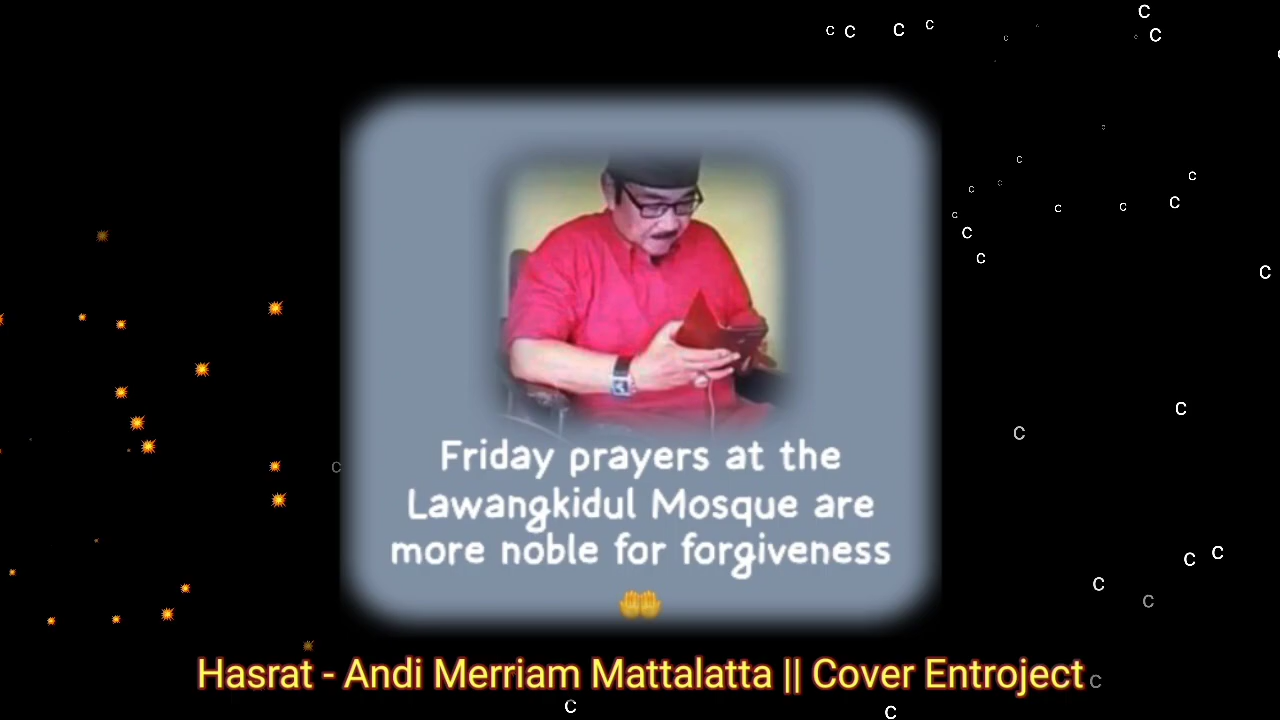 Friday prayers at the
Lawangkidul Mosque are
more noble for forgiveness
🤲
Hasrat - Andi Merriam Mattalatta || Cover Entroject